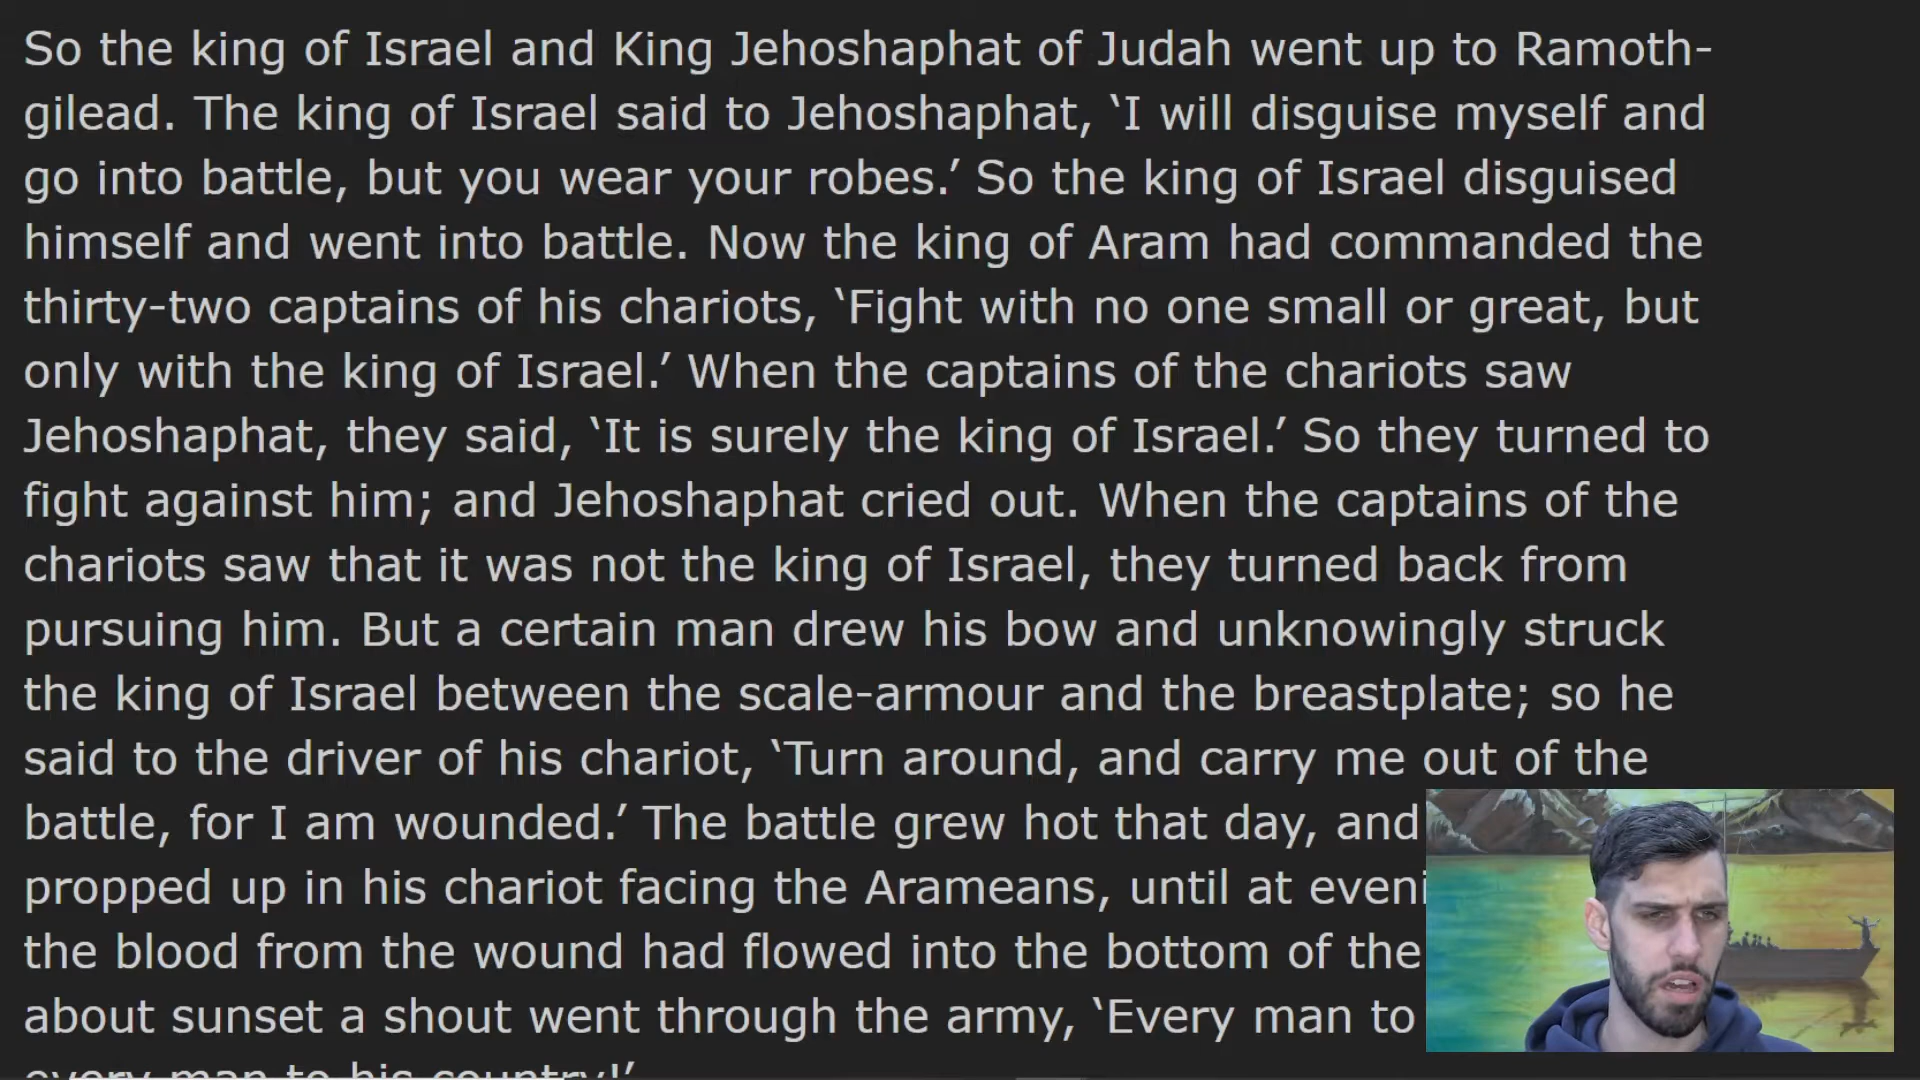 So the king of Israel and King Jehoshaphat of Judah went up to Ramoth-
gilead. The king of Israel said to Jehoshaphat, ‘I will disguise myself and
go into battle, but you wear your robes.’ So the king of Israel disguised
himself and went into battle. Now the king of Aram had commanded the
thirty-two captains of his chariots, ‘Fight with no one small or great, but
only with the king of Israel.’ When the captains of the chariots saw
Jehoshaphat, they said, ‘It is surely the king of Israel.’ So they turned to
fight against him; and Jehoshaphat cried out. When the captains of the
chariots saw that it was not the king of Israel, they turned back from
pursuing him. But a certain man drew his bow and unknowingly struck
the king of Israel between the scale-armour and the breastplate; so he
said to the driver of his chariot, ‘Turn around, and carry me out of the
battle, for I am wounded.’ The battle grew hot that day, and
propped up in his chariot facing the Arameans, until at eveni
the blood from the wound had flowed into the bottom of the
about sunset a shout went through the army, ‘Every man to
every man to his country!’